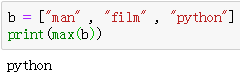 b = ["man" , "film" , "python"]
print(max(b))
python